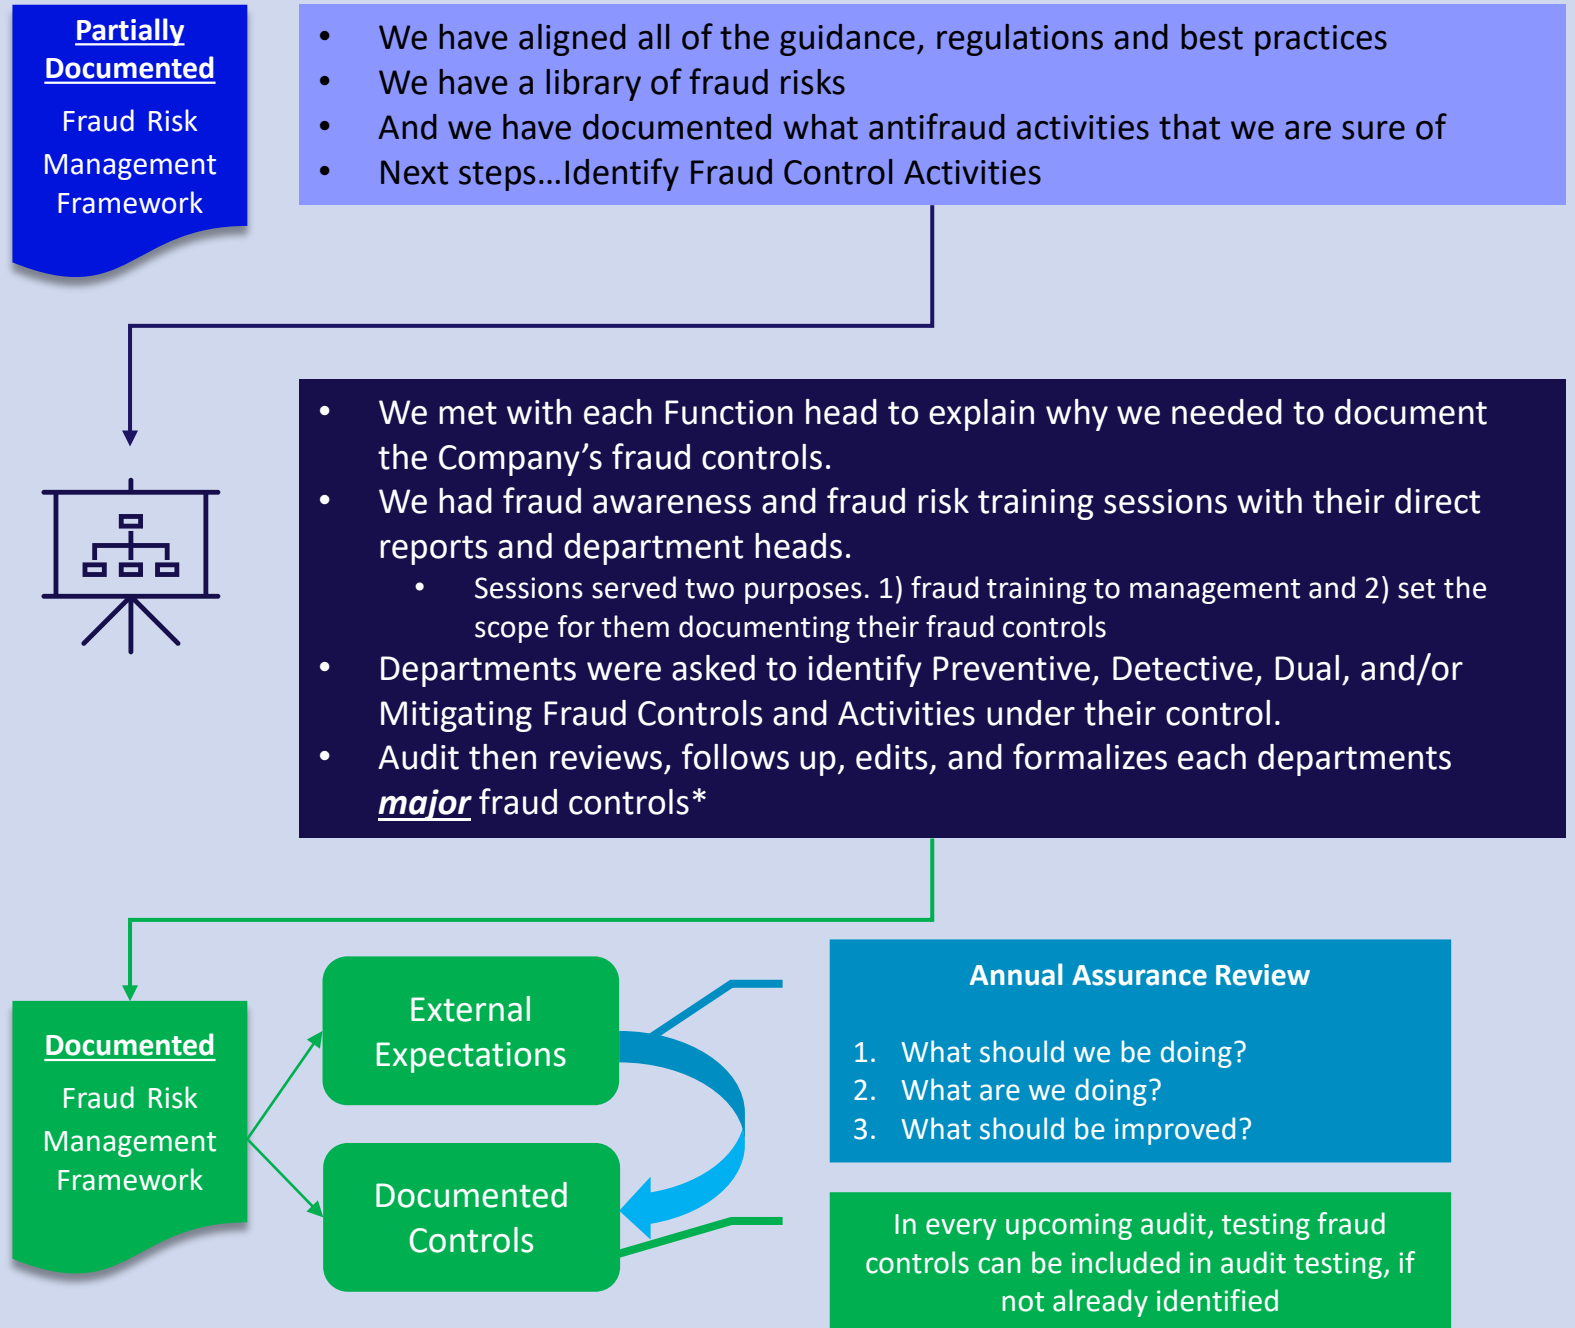 Partially
Documented
Fraud Risk
Management
Framework
• We have aligned all of the guidance, regulations and best practices
• We have a library of fraud risks
• And we have documented what antifraud activities that we are sure of
• Next steps…Identify Fraud Control Activities
• We met with each Function head to explain why we needed to document
the Company’s fraud controls.
• We had fraud awareness and fraud risk training sessions with their direct
reports and department heads.
• Sessions served two purposes. 1) fraud training to management and 2) set the
scope for them documenting their fraud controls
• Departments were asked to identify Preventive, Detective, Dual, and/or
Mitigating Fraud Controls and Activities under their control.
• Audit then reviews, follows up, edits, and formalizes each departments
major fraud controls*
Documented
Fraud Risk
Management
Framework
External
Expectations
Documented
Controls
Annual Assurance Review
1. What should we be doing?
2. What are we doing?
3. What should be improved?
In every upcoming audit, testing fraud
controls can be included in audit testing, if
not already identified